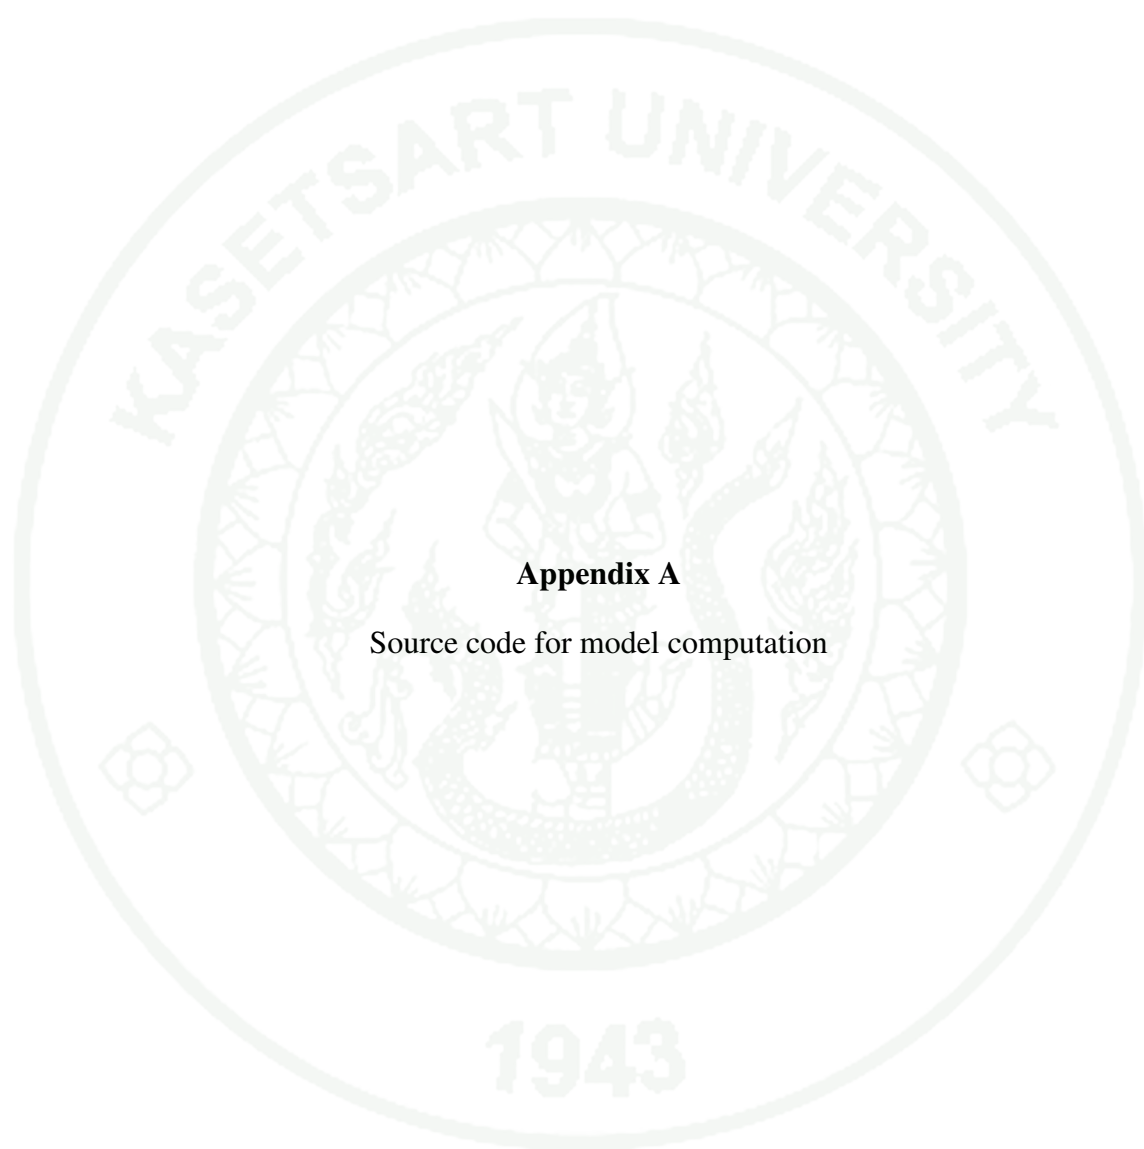 KASETSART UNIVERSITY
Appendix A
Source code for model computation
1943